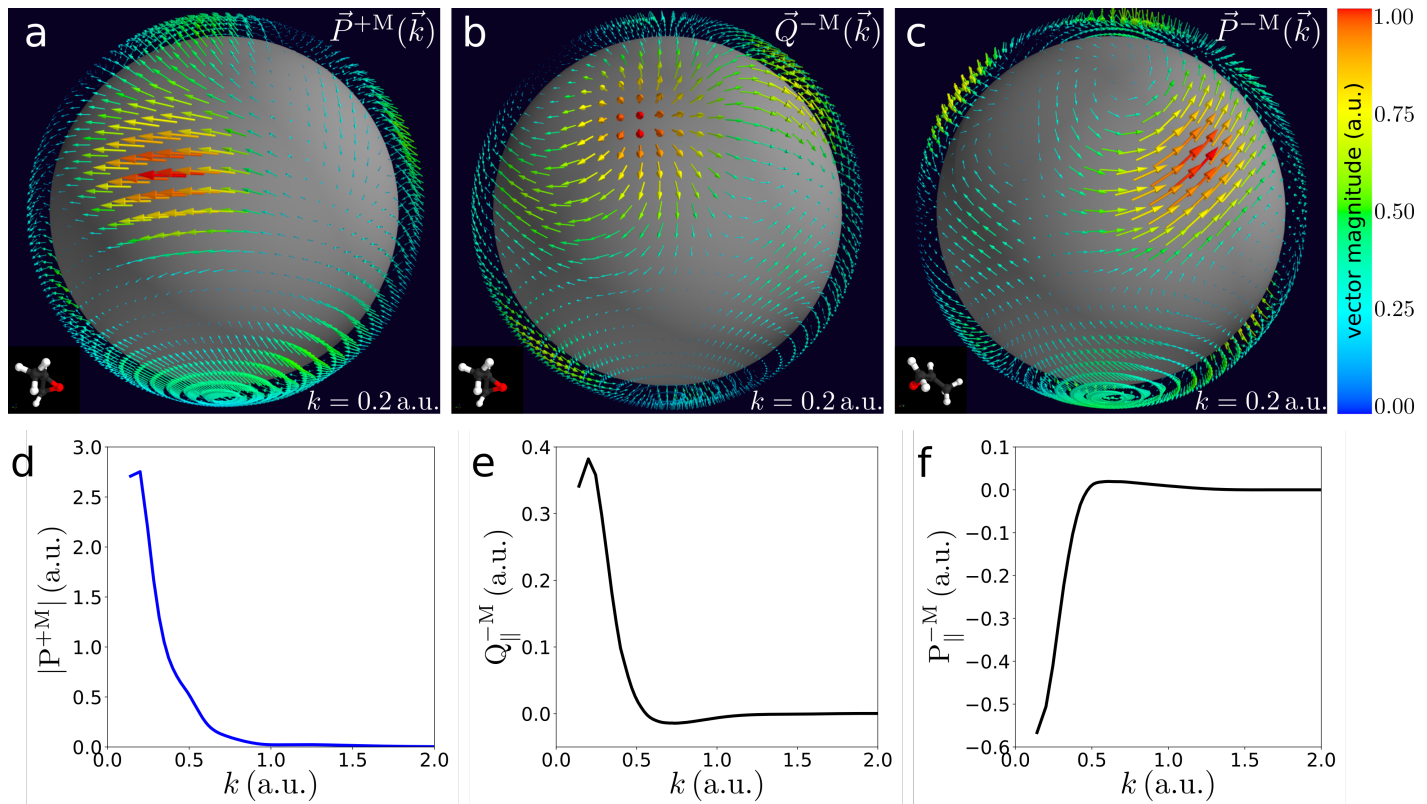 a
P⃗⁺ᴹ(k⃗)
k = 0.2 a.u.
b
Q⃗⁻ᴹ(k⃗)
k = 0.2 a.u.
c
P⃗⁻ᴹ(k⃗)
k = 0.2 a.u.
1.00
0.75
0.50
0.25
0.00
vector magnitude (a.u.)
d
3.0
2.5
2.0
1.5
1.0
0.5
0.0
|P⁺ᴹ| (a.u.)
0.0 0.5 1.0 1.5 2.0
k (a.u.)
e
0.4
0.3
0.2
0.1
0.0
Q∥⁻ᴹ (a.u.)
0.0 0.5 1.0 1.5 2.0
k (a.u.)
f
0.1
0.0
−0.1
−0.2
−0.3
−0.4
−0.5
−0.6
P∥⁻ᴹ (a.u.)
0.0 0.5 1.0 1.5 2.0
k (a.u.)